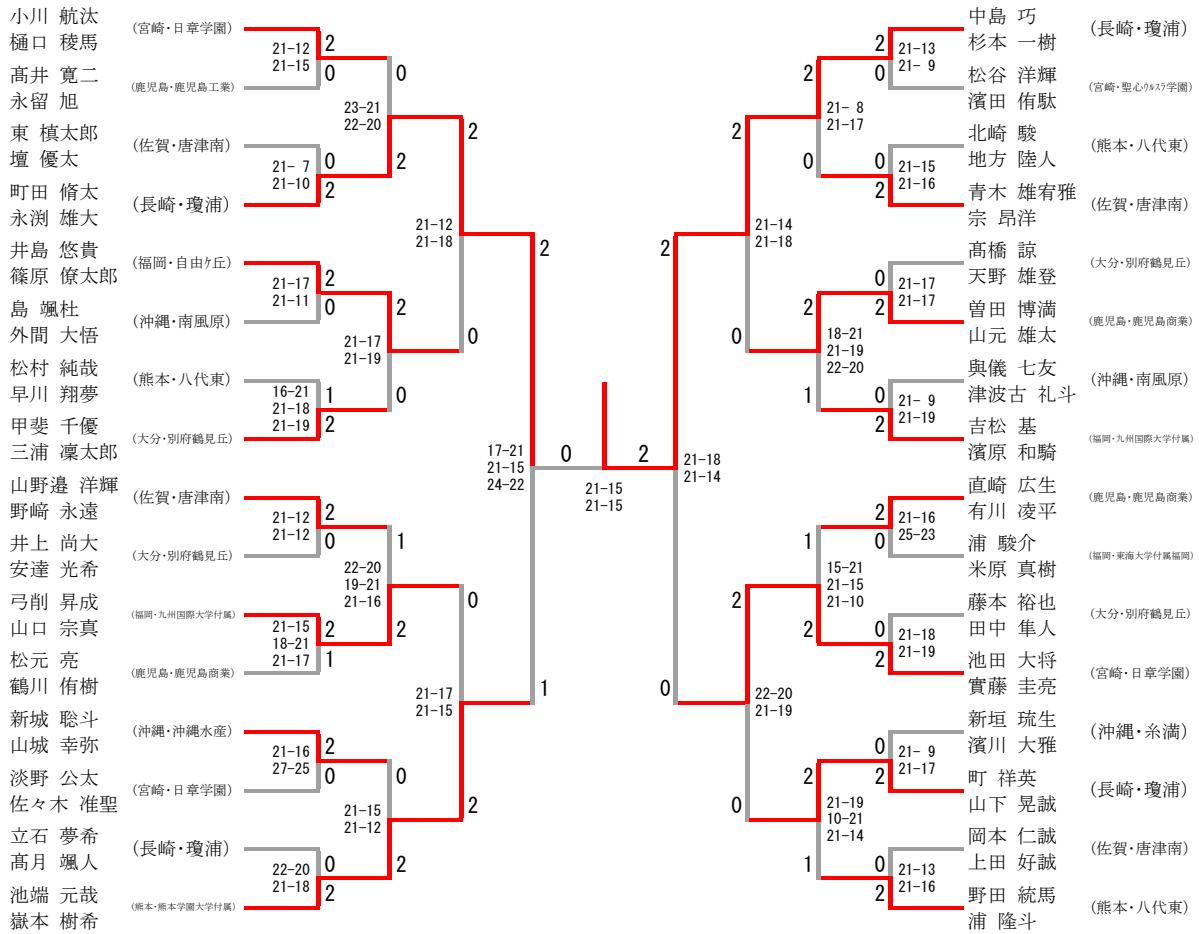 小川 航汰
樋口 稜馬
(宮崎・日章学園)
21-12
21-15
2
0
髙井 寛二
永留 旭
(鹿児島・鹿児島工業)
0
23-21
22-20
2
東 槙太郎
壇 優太
(佐賀・唐津南)
21- 7
21-10
0
2
町田 脩太
永渕 雄大
(長崎・瓊浦)
2
21-12
21-18
0
井島 悠貴
篠原 僚太郎
(福岡・自由ケ丘)
21-17
21-11
2
0
島 颯杜
外間 大悟
(沖縄・南風原)
2
21-17
21-19
0
松村 純哉
早川 翔夢
(熊本・八代東)
16-21
21-18
21-19
1
2
甲斐 千優
三浦 凜太郎
(大分・別府鶴見丘)
2
17-21
21-15
24-22
1
山野邉 洋輝
野﨑 永遠
(佐賀・唐津南)
21-12
21-12
2
0
井上 尚大
安達 光希
(大分・別府鶴見丘)
1
22-20
19-21
21-16
2
弓削 昇成
山口 宗真
(福岡・九州国際大学付属)
21-15
18-21
21-17
2
1
松元 亮
鶴川 侑樹
(鹿児島・鹿児島商業)
0
21-17
21-15
2
新城 聡斗
山城 幸弥
(沖縄・沖縄水産)
21-16
27-25
2
0
淡野 公太
佐々木 准聖
(宮崎・日章学園)
0
21-15
21-12
2
立石 夢希
髙月 颯人
(長崎・瓊浦)
22-20
21-18
0
2
池端 元哉
嶽本 樹希
(熊本・熊本学園大学付属)
0
2
21-15
21-15
中島 巧
杉本 一樹
(長崎・瓊浦)
2
0
21-13
21- 9
松谷 洋輝
濱田 侑駄
(宮崎・聖心ウルスラ学園)
2
21- 8
21-17
0
北崎 駿
地方 陸人
(熊本・八代東)
0
2
21-15
21-16
青木 雄宥雅
宗 昂洋
(佐賀・唐津南)
2
21-14
21-18
0
髙橋 諒
天野 雄登
(大分・別府鶴見丘)
0
2
21-17
21-17
曽田 博満
山元 雄太
(鹿児島・鹿児島商業)
2
18-21
21-19
22-20
1
與儀 七友
津波古 礼斗
(沖縄・南風原)
0
2
21- 9
21-19
吉松 基
濱原 和騎
(福岡・九州国際大学付属)
2
21-18
21-14
0
直崎 広生
有川 凌平
(鹿児島・鹿児島商業)
2
0
21-16
25-23
浦 駿介
米原 真樹
(福岡・東海大学付属福岡)
1
15-21
21-15
21-10
2
藤本 裕也
田中 隼人
(大分・別府鶴見丘)
0
2
21-18
21-19
池田 大将
實藤 圭亮
(宮崎・日章学園)
2
22-20
21-19
0
新垣 琉生
濱川 大雅
(沖縄・糸満)
0
2
21- 9
21-17
町 祥英
山下 晃誠
(長崎・瓊浦)
2
21-19
10-21
21-14
1
岡本 仁誠
上田 好誠
(佐賀・唐津南)
0
2
21-13
21-16
野田 統馬
浦 隆斗
(熊本・八代東)